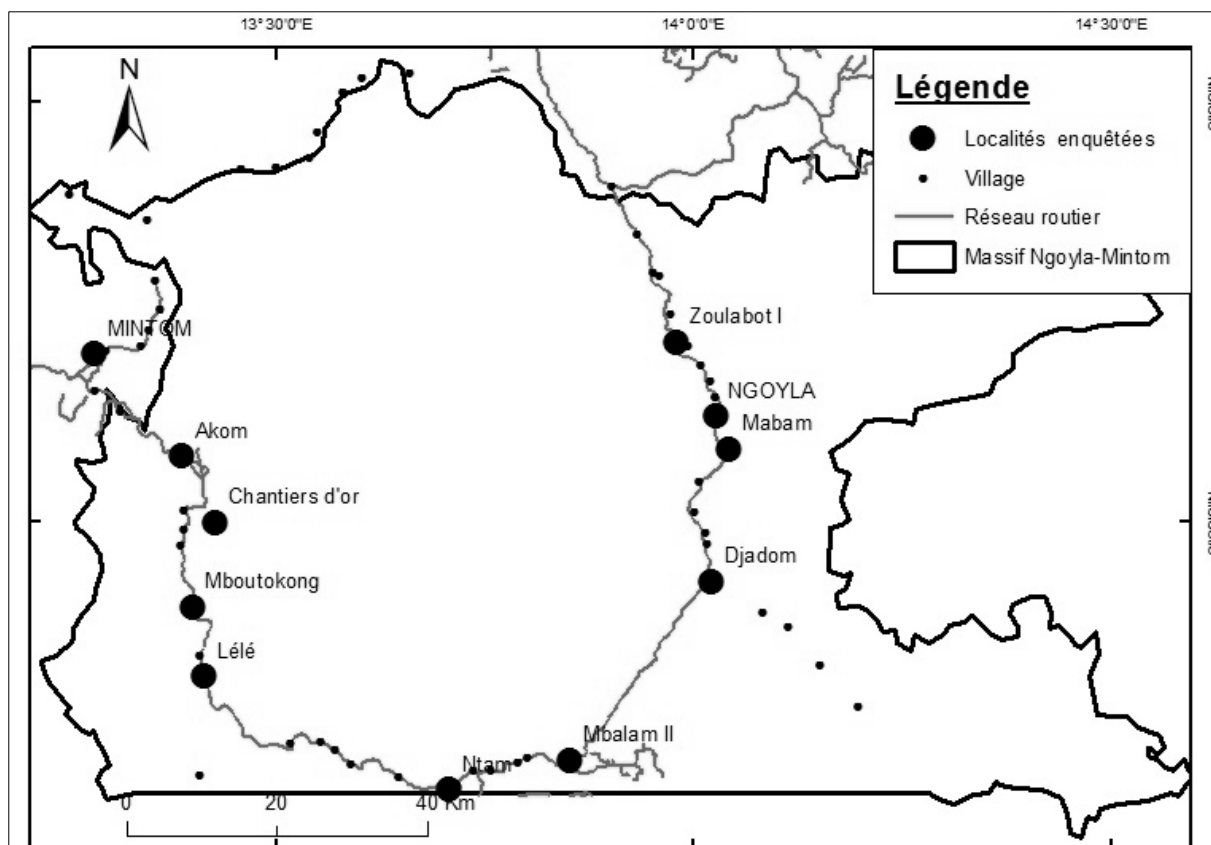 13°30'0"E
14°0'0"E
14°30'0"E
N
Légende
Localités enquêtées
Village
Réseau routier
Massif Ngoyla-Mintom
Zoulabot I
MINTOM
NGOYLA
Mabam
Akom
Chantiers d'or
Djadom
Mboutokong
Lélé
Mbalam II
Ntam
0
20
40 Km